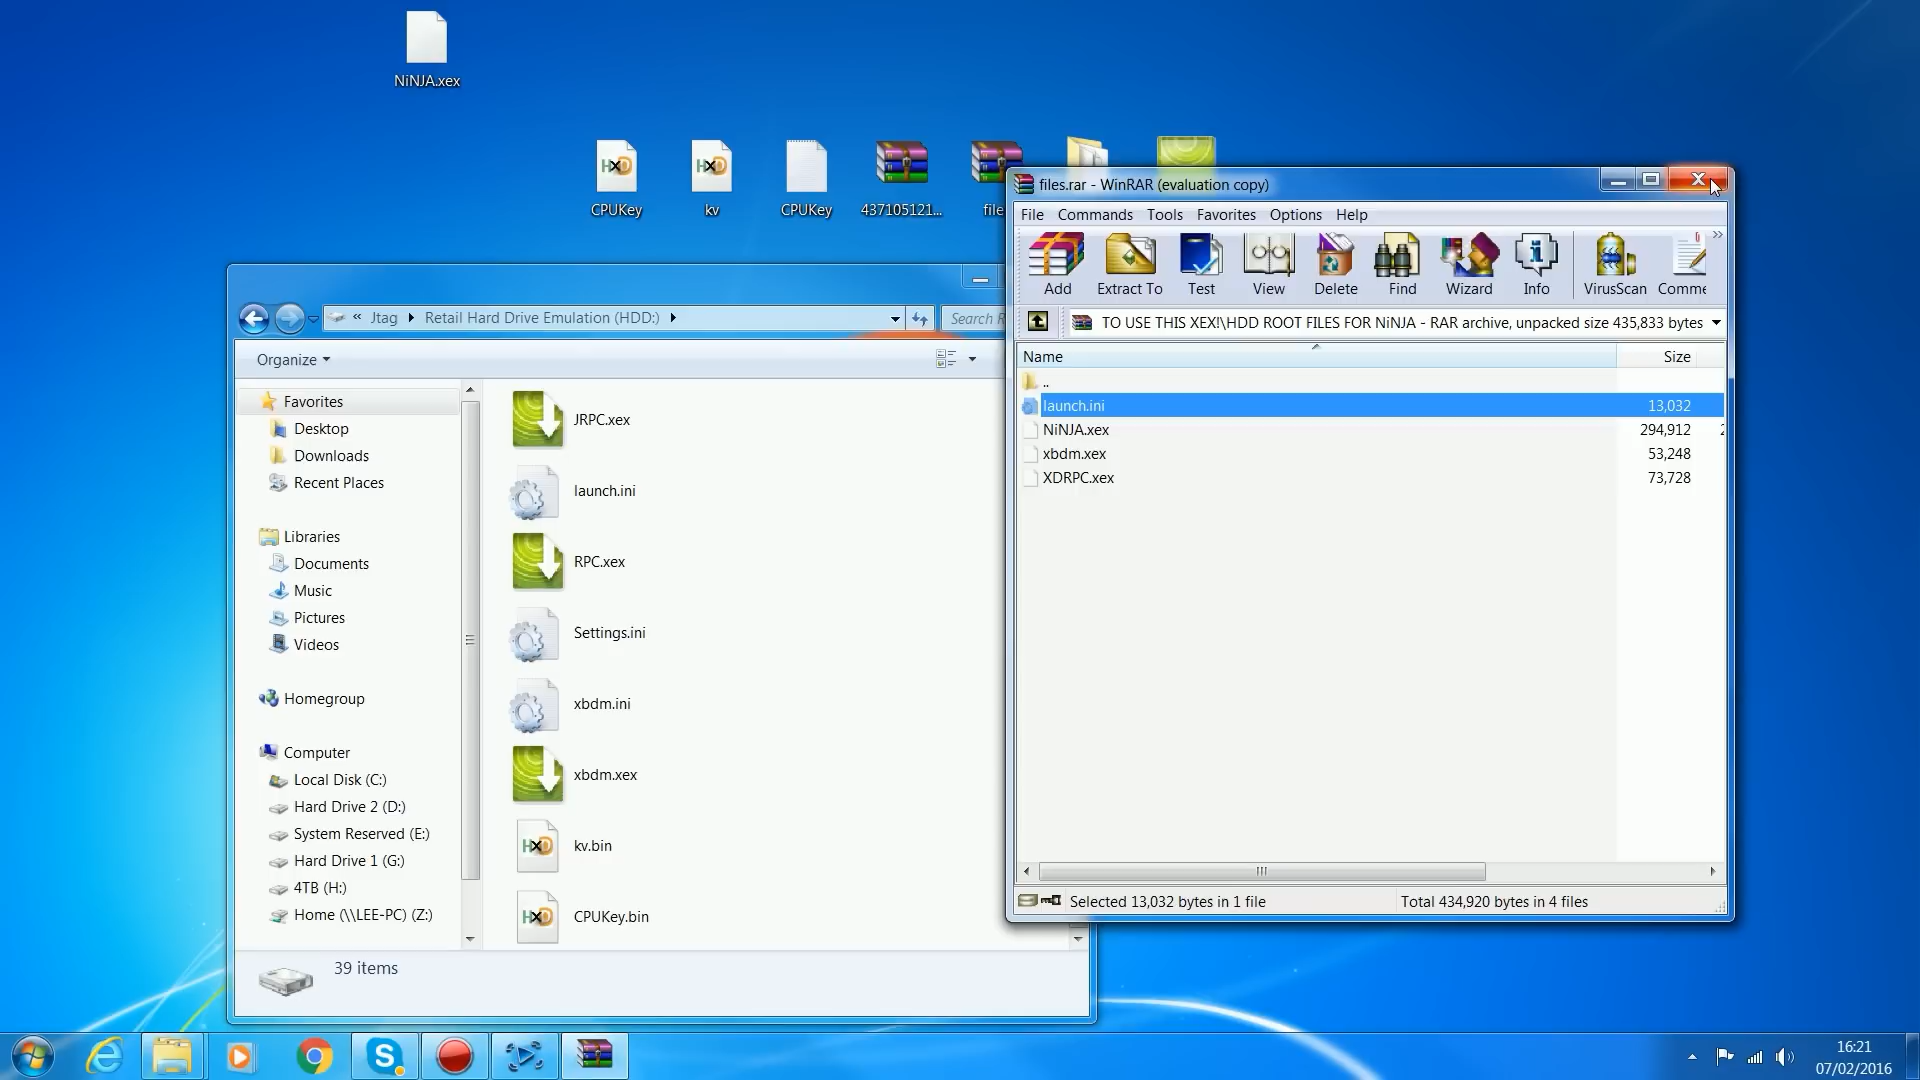 NiNJA.xex
CPUKey
kv
CPUKey
437105121...
file
files.rar - WinRAR (evaluation copy)
File Commands Tools Favorites Options Help
Add Extract To Test View Delete Find Wizard Info VirusScan Comme
TO USE THIS XEX!\HDD ROOT FILES FOR NiNJA - RAR archive, unpacked size 435,833 bytes
Name Size
..
launch.ini 13,032
NiNJA.xex 294,912 2
xbdm.xex 53,248
XDRPC.xex 73,728
Selected 13,032 bytes in 1 file
Total 434,920 bytes in 4 files
« Jtag Retail Hard Drive Emulation (HDD:)
Search R
Organize
Favorites
Desktop
Downloads
Recent Places
Libraries
Documents
Music
Pictures
Videos
Homegroup
Computer
Local Disk (C:)
Hard Drive 2 (D:)
System Reserved (E:)
Hard Drive 1 (G:)
4TB (H:)
Home (\\LEE-PC) (Z:)
JRPC.xex
launch.ini
RPC.xex
Settings.ini
xbdm.ini
xbdm.xex
kv.bin
CPUKey.bin
39 items
16:21
07/02/2016